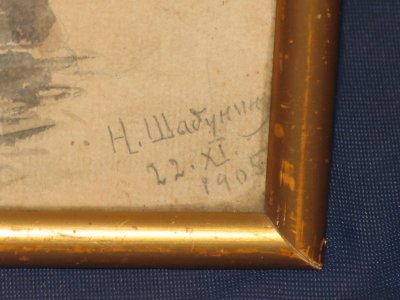 Н. Шабунин
22. XI.
1905